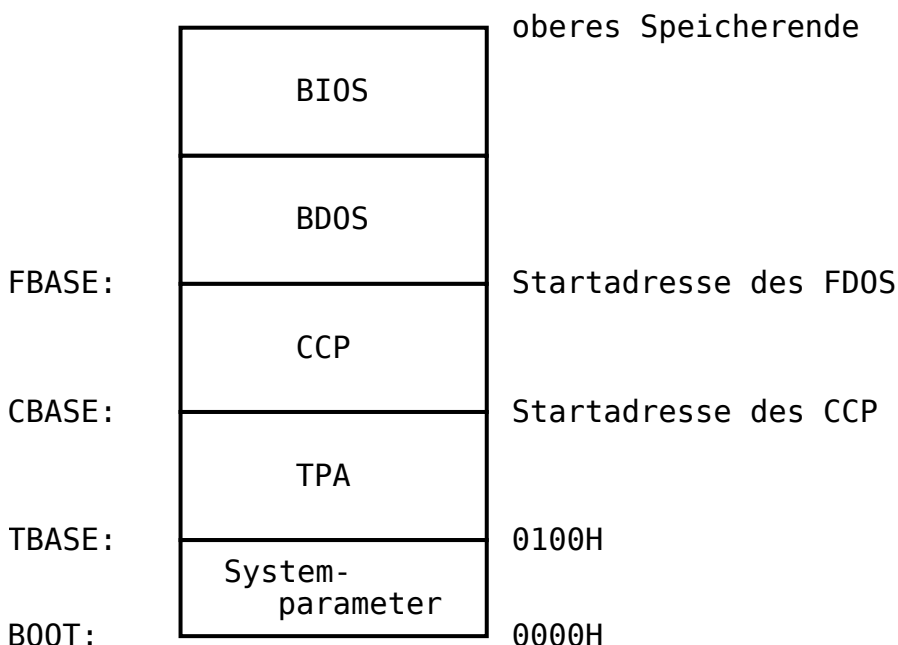 oberes Speicherende
BIOS
BDOS
FBASE: Startadresse des FDOS
CCP
CBASE: Startadresse des CCP
TPA
TBASE: 0100H
System-
parameter
BOOT: 0000H